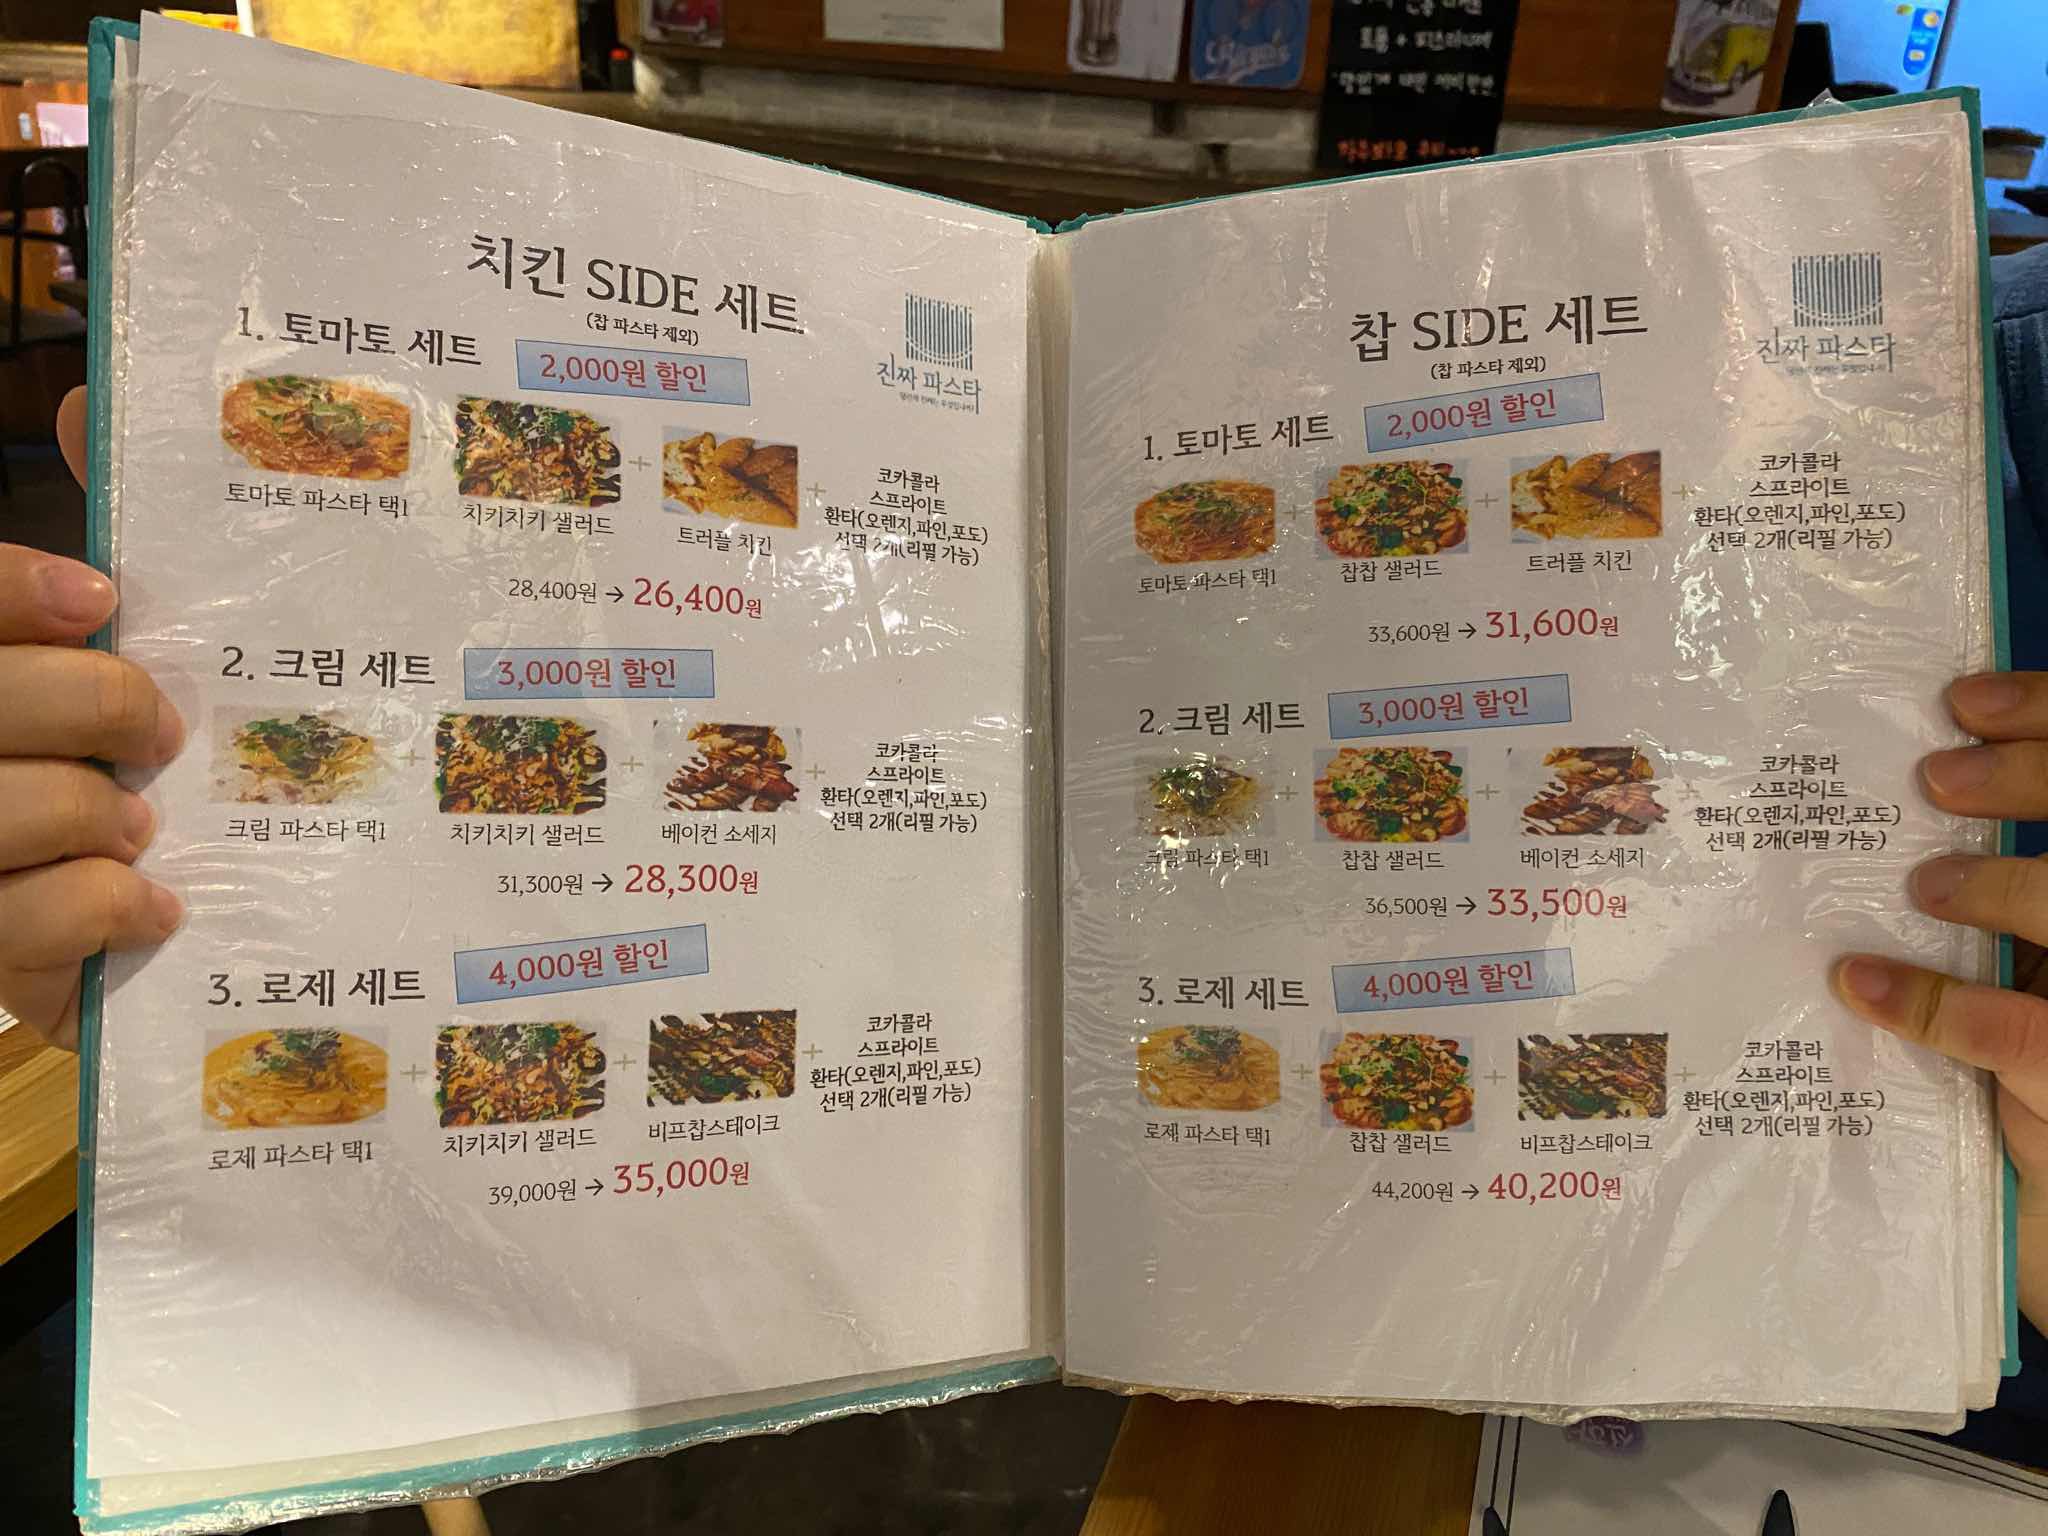 치킨 SIDE 세트
(찹 파스타 제외)
진짜 파스타
1. 토마토 세트
2,000원 할인
+
+
+
토마토 파스타 택1
치키치키 샐러드
트러플 치킨
코카콜라
스프라이트
환타(오렌지,파인,포도)
선택 2개(리필 가능)
28,400원 → 26,400원
2. 크림 세트
3,000원 할인
+
+
+
크림 파스타 택1
치키치키 샐러드
베이컨 소세지
코카콜라
스프라이트
환타(오렌지,파인,포도)
선택 2개(리필 가능)
31,300원 → 28,300원
3. 로제 세트
4,000원 할인
+
+
+
로제 파스타 택1
치키치키 샐러드
비프찹스테이크
코카콜라
스프라이트
환타(오렌지,파인,포도)
선택 2개(리필 가능)
39,000원 → 35,000원
찹 SIDE 세트
(찹 파스타 제외)
진짜 파스타
1. 토마토 세트
2,000원 할인
+
+
+
토마토 파스타 택1
찹찹 샐러드
트러플 치킨
코카콜라
스프라이트
환타(오렌지,파인,포도)
선택 2개(리필 가능)
33,600원 → 31,600원
2. 크림 세트
3,000원 할인
+
+
+
크림 파스타 택1
찹찹 샐러드
베이컨 소세지
코카콜라
스프라이트
환타(오렌지,파인,포도)
선택 2개(리필 가능)
36,500원 → 33,500원
3. 로제 세트
4,000원 할인
+
+
+
로제 파스타 택1
찹찹 샐러드
비프찹스테이크
코카콜라
스프라이트
환타(오렌지,파인,포도)
선택 2개(리필 가능)
44,200원 → 40,200원